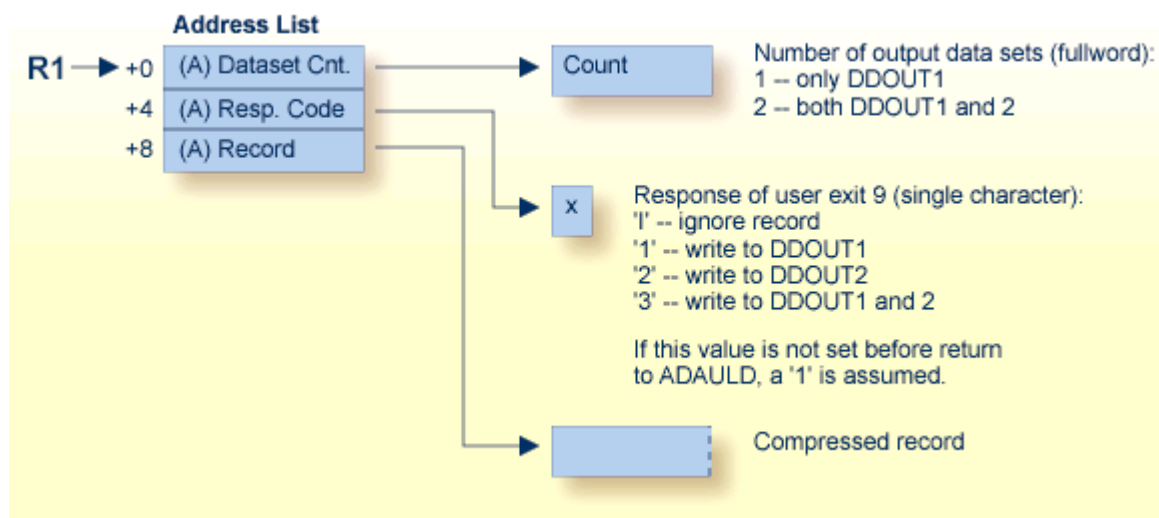 Address List
R1
+0
(A) Dataset Cnt.
+4
(A) Resp. Code
+8
(A) Record
Count
Number of output data sets (fullword):
1 -- only DDOUT1
2 -- both DDOUT1 and 2
x
Response of user exit 9 (single character):
'I' -- ignore record
'1' -- write to DDOUT1
'2' -- write to DDOUT2
'3' -- write to DDOUT1 and 2
If this value is not set before return
to ADAULD, a '1' is assumed.
Compressed record